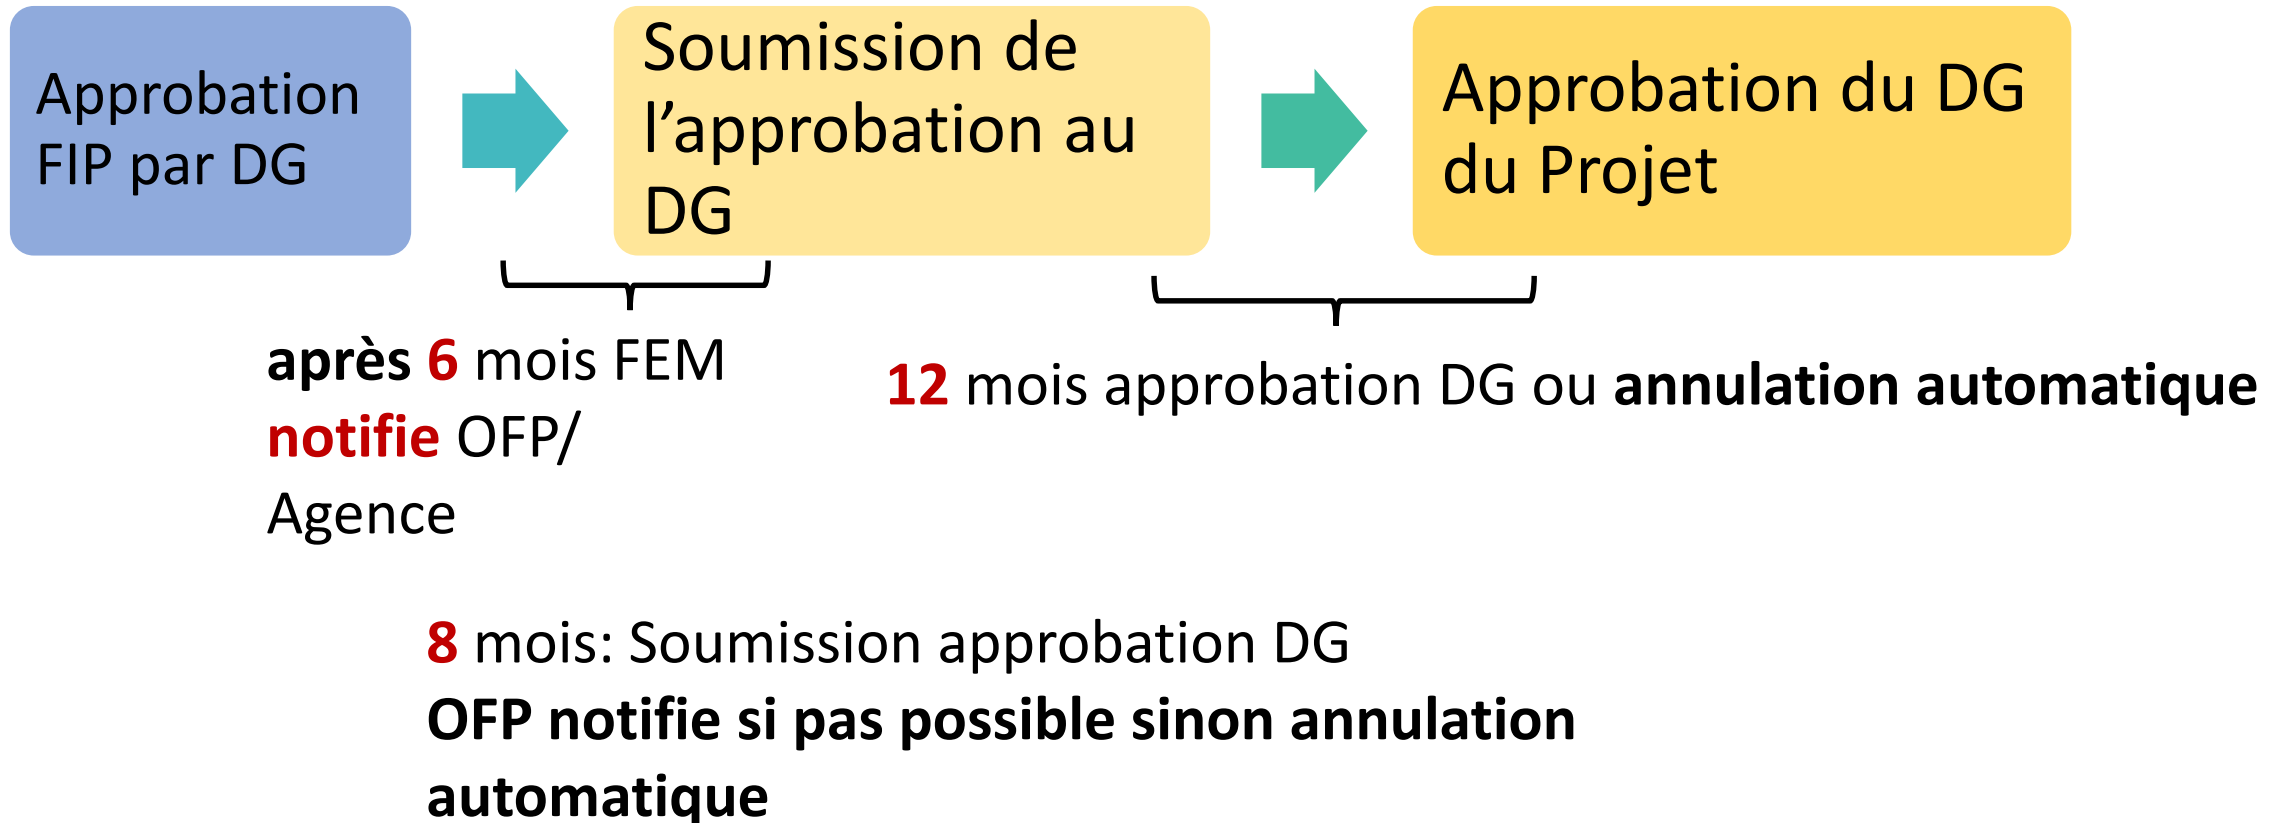 Approbation
FIP par DG
Soumission de
l’approbation au
DG
Approbation du DG
du Projet
après 6 mois FEM
notifie OFP/
Agence
12 mois approbation DG ou annulation automatique
8 mois: Soumission approbation DG
OFP notifie si pas possible sinon annulation
automatique